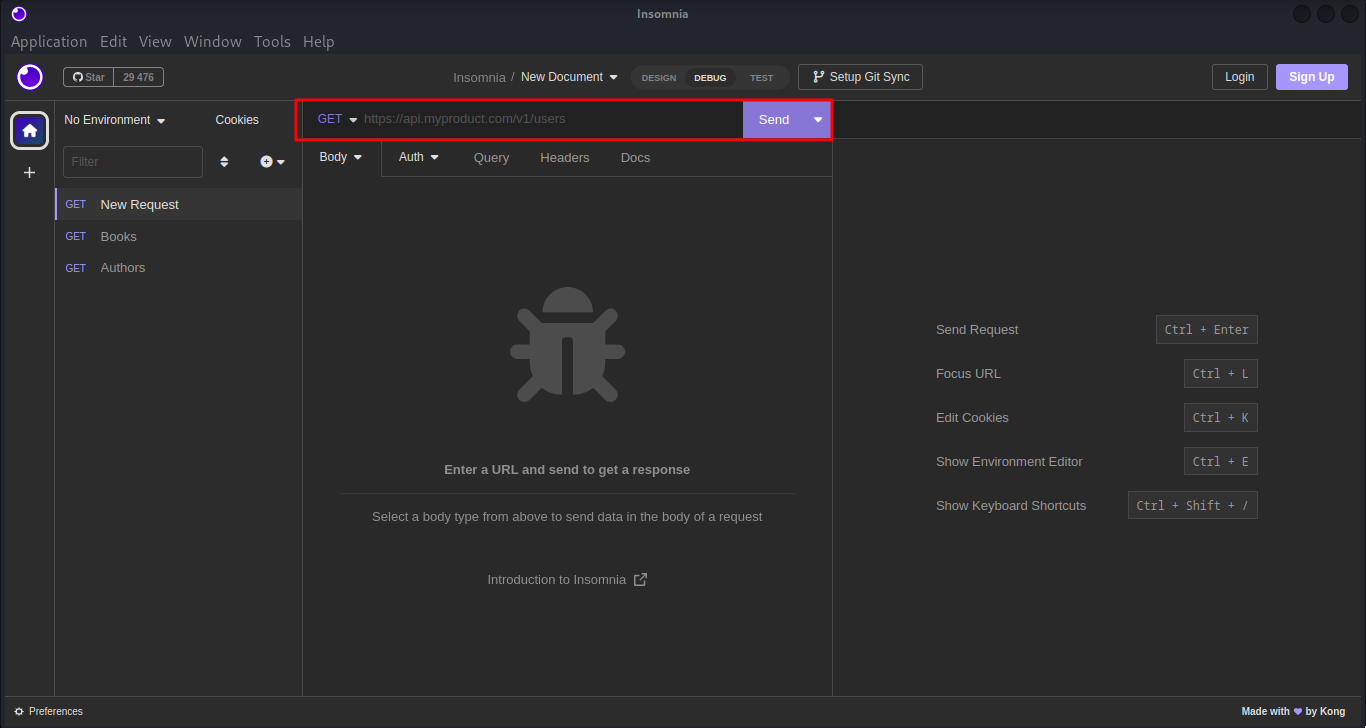 Insomnia
Application Edit View Window Tools Help
Star 29 476
Insomnia / New Document
DESIGN DEBUG TEST
Setup Git Sync
Login
Sign Up
No Environment
Cookies
GET https://api.myproduct.com/v1/users
Send
Filter
Body Auth Query Headers Docs
GET New Request
GET Books
GET Authors
Enter a URL and send to get a response
Select a body type from above to send data in the body of a request
Introduction to Insomnia
Send Request Ctrl + Enter
Focus URL Ctrl + L
Edit Cookies Ctrl + K
Show Environment Editor Ctrl + E
Show Keyboard Shortcuts Ctrl + Shift + /
Preferences
Made with ♥ by Kong